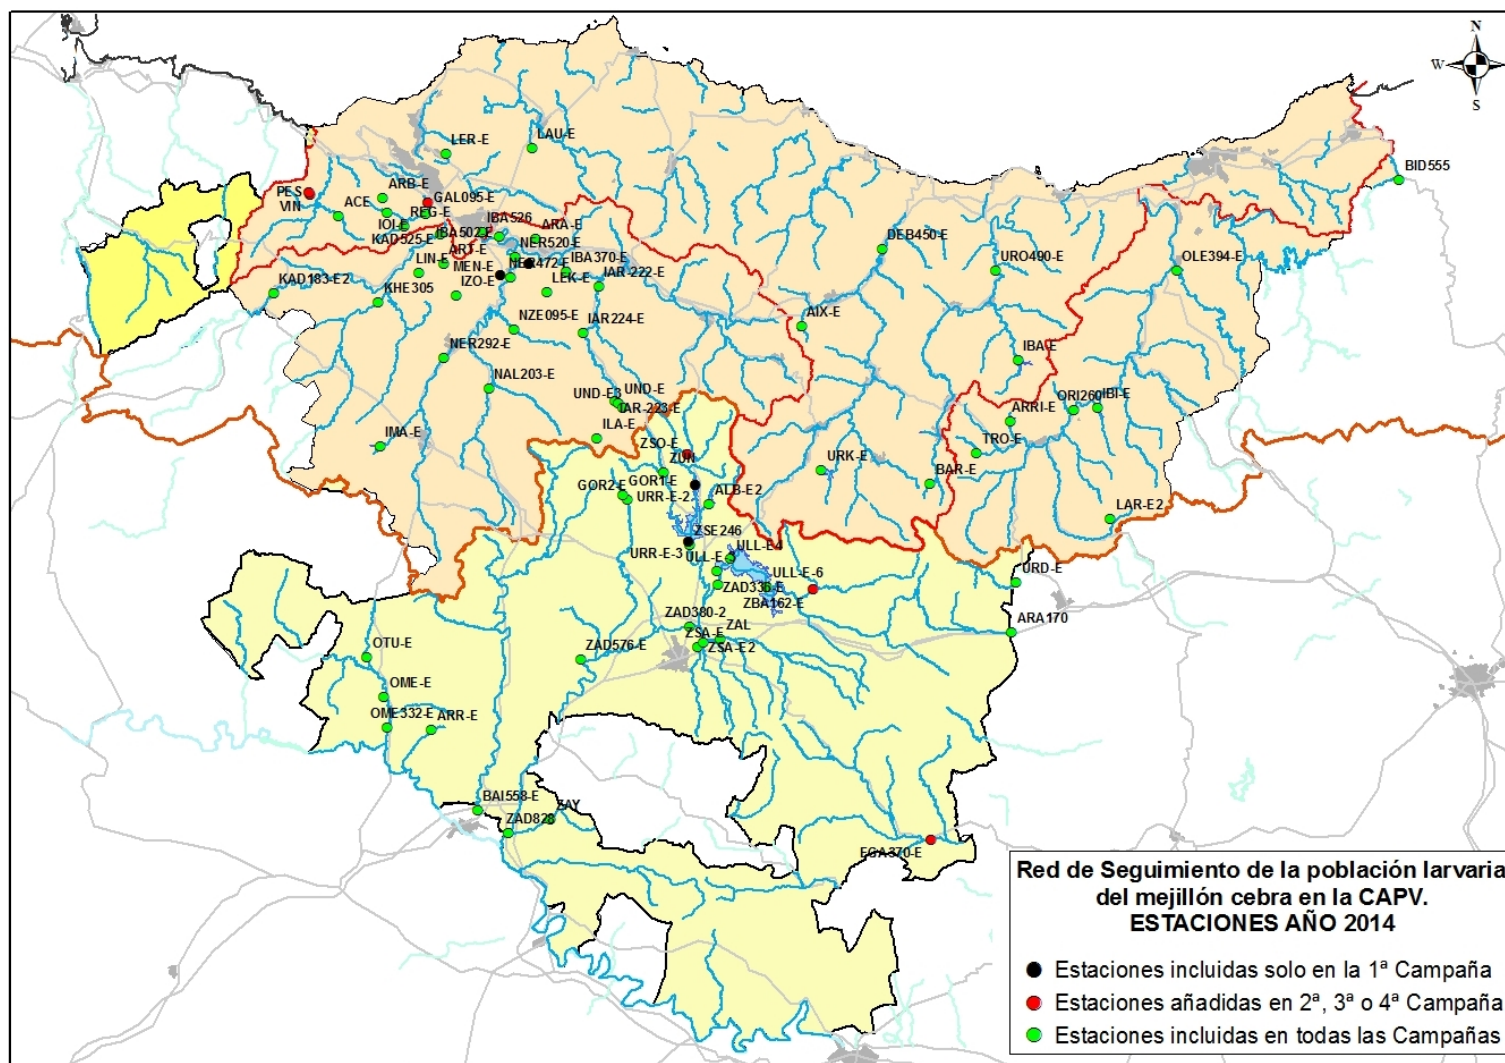 N
W
S
LER-E
LAU-E
BID555
PES
VIN
ARB-E
ACE
GAL095-E
REG-E
IOI-E
IBA526
ARA-E
KAD525-E
IBA502-E
NER520-E
ART-E
DEB450-E
LIN-E
MEN-E
NER472-E
IBA370-E
URO490-E
OLE394-E
KAD183-E2
KHE305
IZO-E
LEK-E
IAR-222-E
NZE095-E
IAR224-E
AIX-E
NER292-E
IBA-E
NAL203-E
UND-E3
UND-E
IAR-223-E
ORI260
IBI-E
ARRI-E
IMA-E
ILA-E
ZSO-E
TRO-E
ZUN
URK-E
BAR-E
GOR2-E
GOR1-E
URR-E-2
ALB-E2
LAR-E2
ZSE246
URR-E-3
ULL-E-4
ULL-E
ULL-E-6
URD-E
ZAD336-E
ZBA162-E
ZAD380-2
ZAL
ARA170
ZSA-E
ZSA-E2
OTU-E
ZAD576-E
OME-E
OME332-E
ARR-E
BAI558-E
ZAY
ZAD828
EGA370-E
Red de Seguimiento de la población larvaria
del mejillón cebra en la CAPV.
ESTACIONES AÑO 2014
Estaciones incluidas solo en la 1ª Campaña
Estaciones añadidas en 2ª, 3ª o 4ª Campaña
Estaciones incluidas en todas las Campañas